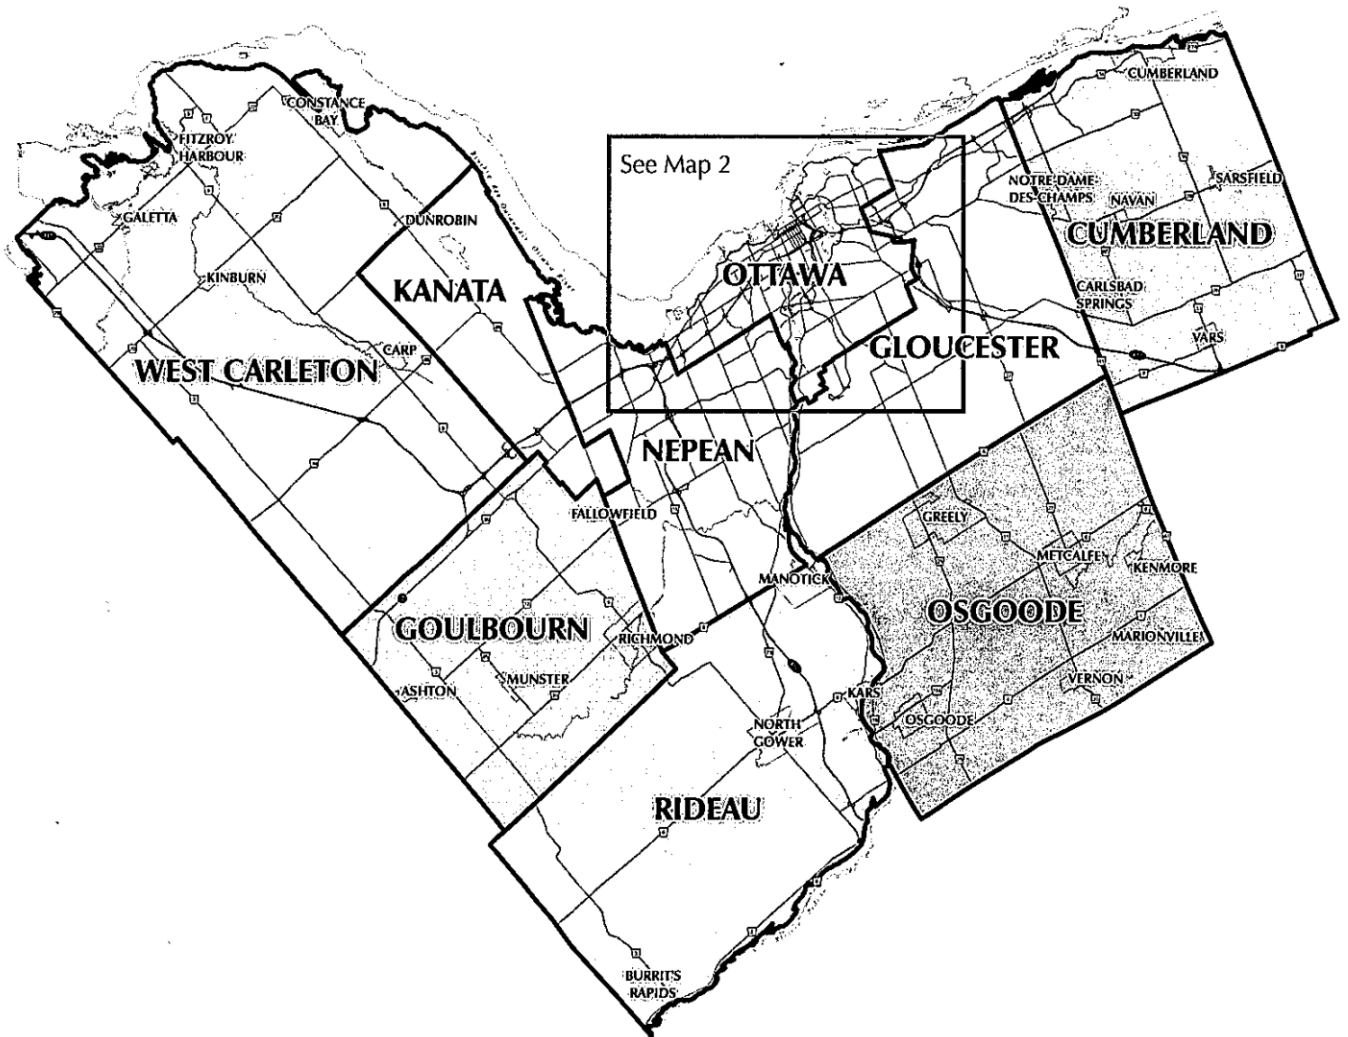 CUMBERLAND
CONSTANCE
BAY
FITZROY
HARBOUR
See Map 2
NOTRE-DAME-
DES-CHAMPS
SARSFIELD
NAVAN
GALETTA
DUNROBIN
CUMBERLAND
KINBURN
KANATA
OTTAWA
CARLSBAD
SPRINGS
VARS
CARP
GLOUCESTER
WEST CARLETON
NEPEAN
FALLOWFIELD
GREELY
METCALFE
KENMORE
MANOTICK
OSGOODE
GOULBOURN
RICHMOND
MARIONVILLE
MUNSTER
ASHTON
VERNON
KARS
OSGOODE
NORTH
GOWER
RIDEAU
BURRIT'S
RAPIDS